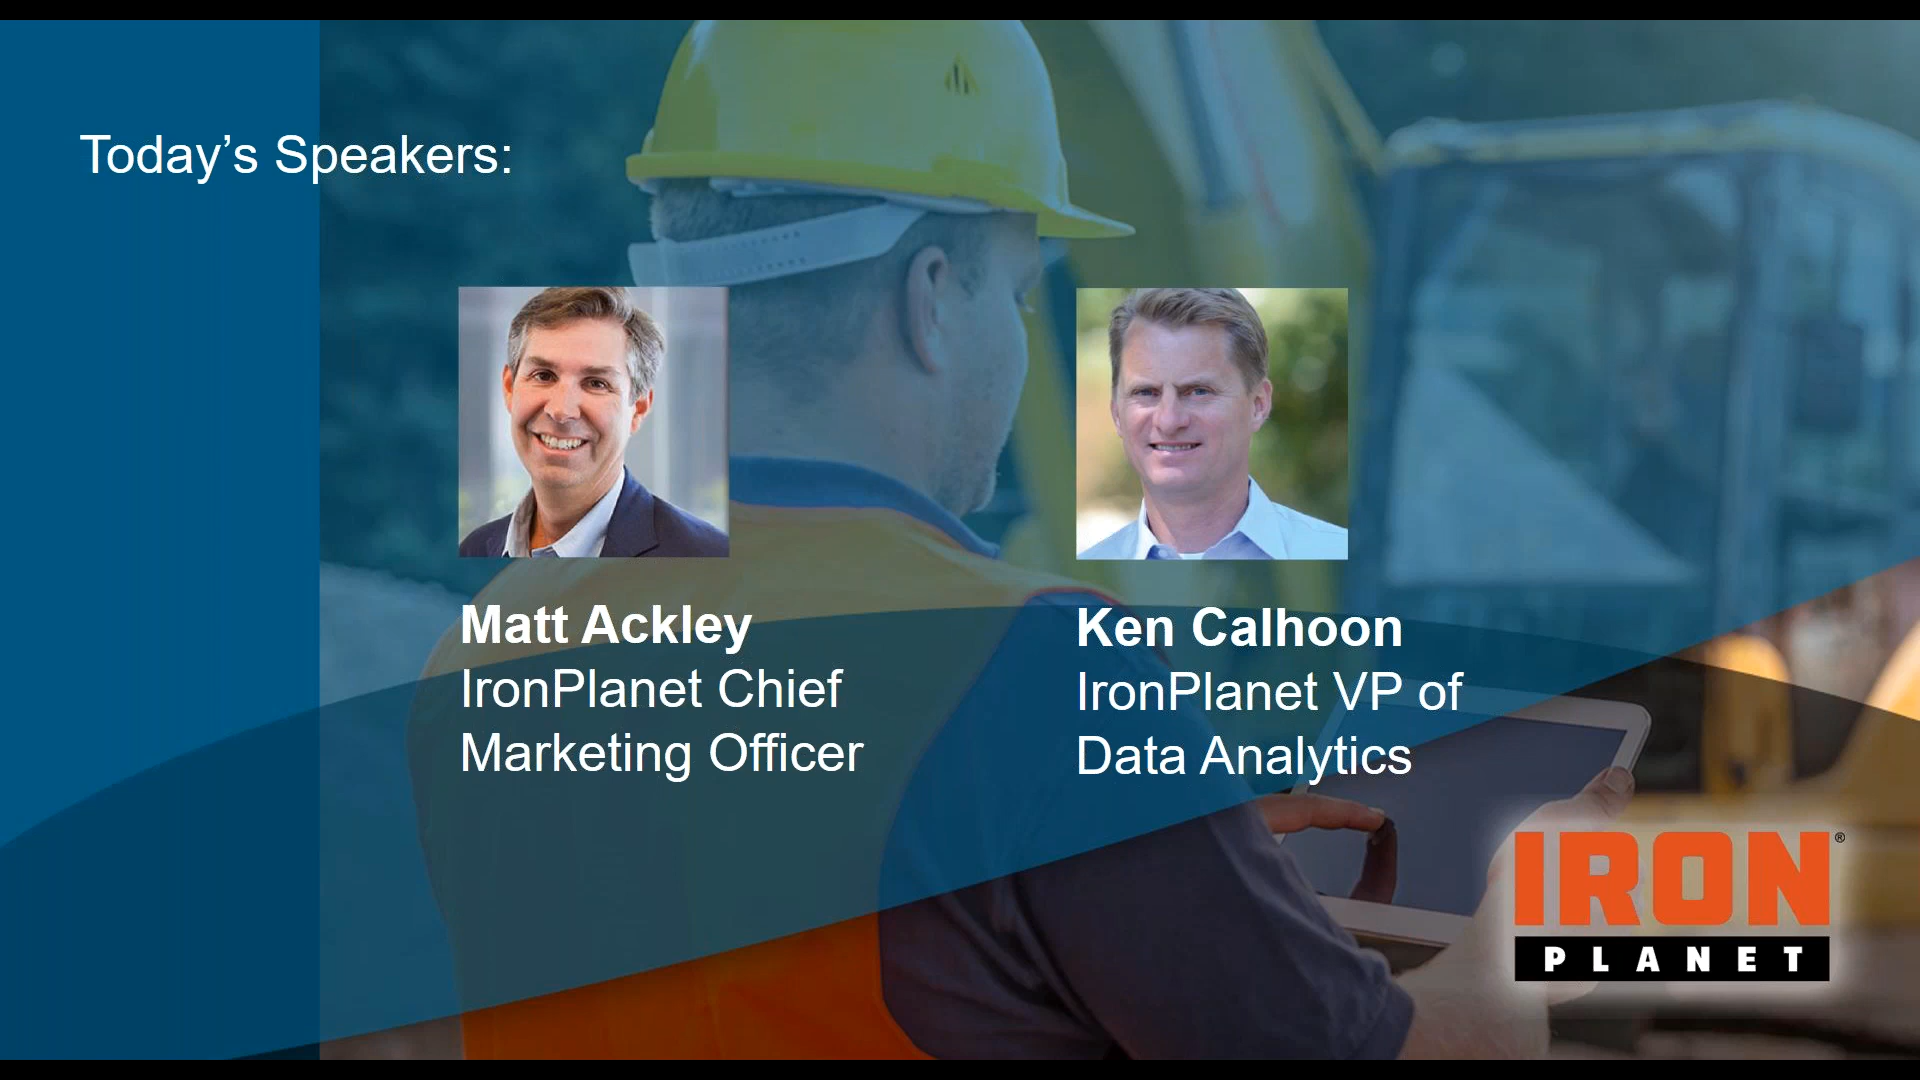 Today’s Speakers:
Matt Ackley
IronPlanet Chief
Marketing Officer
Ken Calhoon
IronPlanet VP of
Data Analytics
IRON®
PLANET